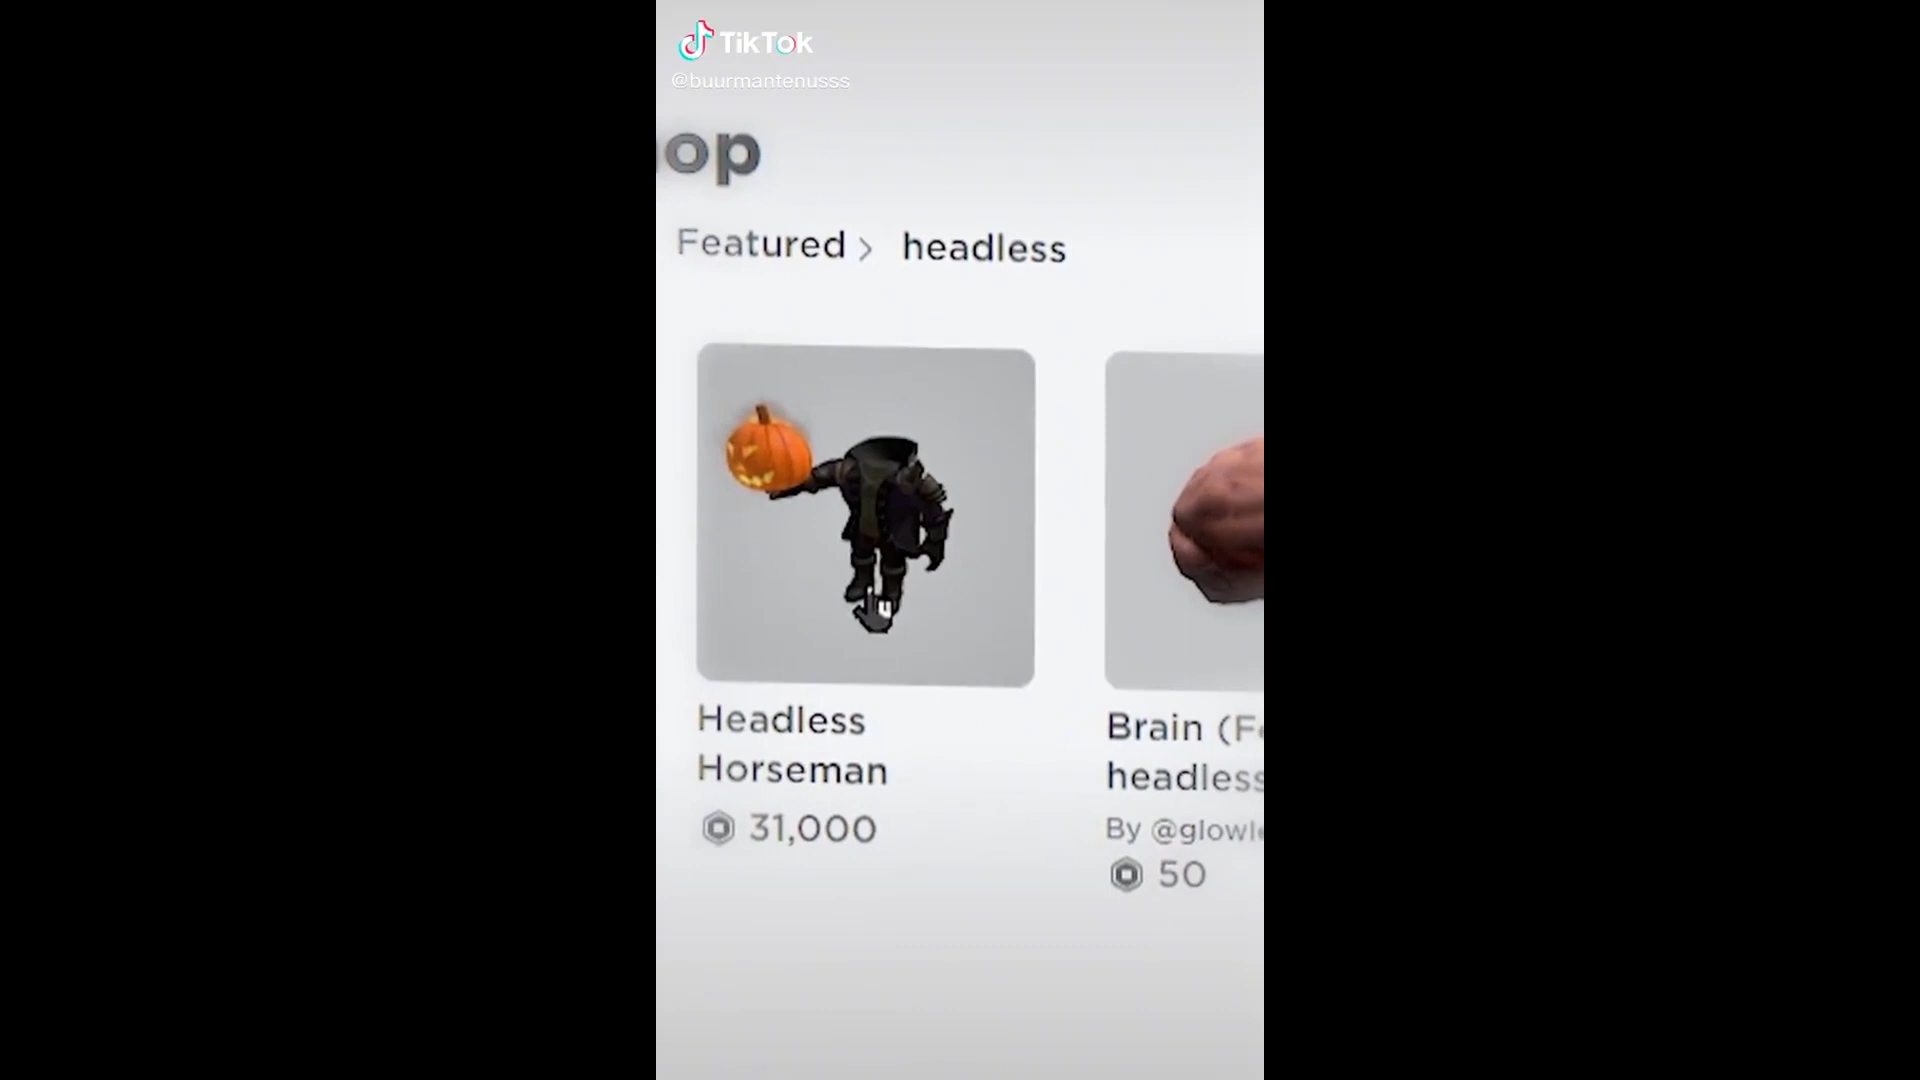 TikTok
@buurmantenusss
op
Featured > headless
Headless
Horseman
31,000
Brain (F
headless
By @glowl
50